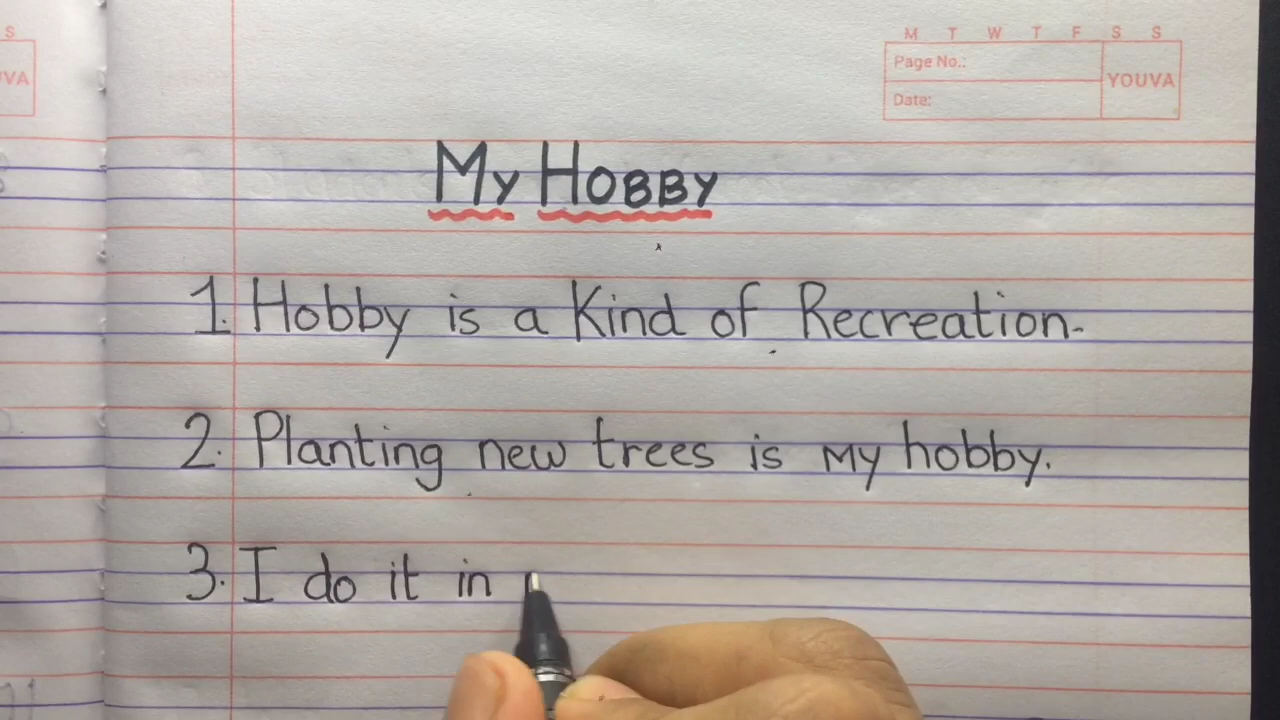 S
M T W T F S S
UVA
Page No.:
YOUVA
Date:
My HOBBY
1. Hobby is a Kind of Recreation.
2. Planting new trees is My hobby.
3. I do it in